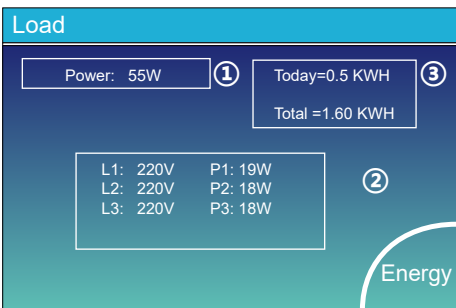 Load
Power: 55W ①
Today=0.5 KWH ③
Total =1.60 KWH
L1: 220V P1: 19W
L2: 220V P2: 18W ②
L3: 220V P3: 18W
Energy